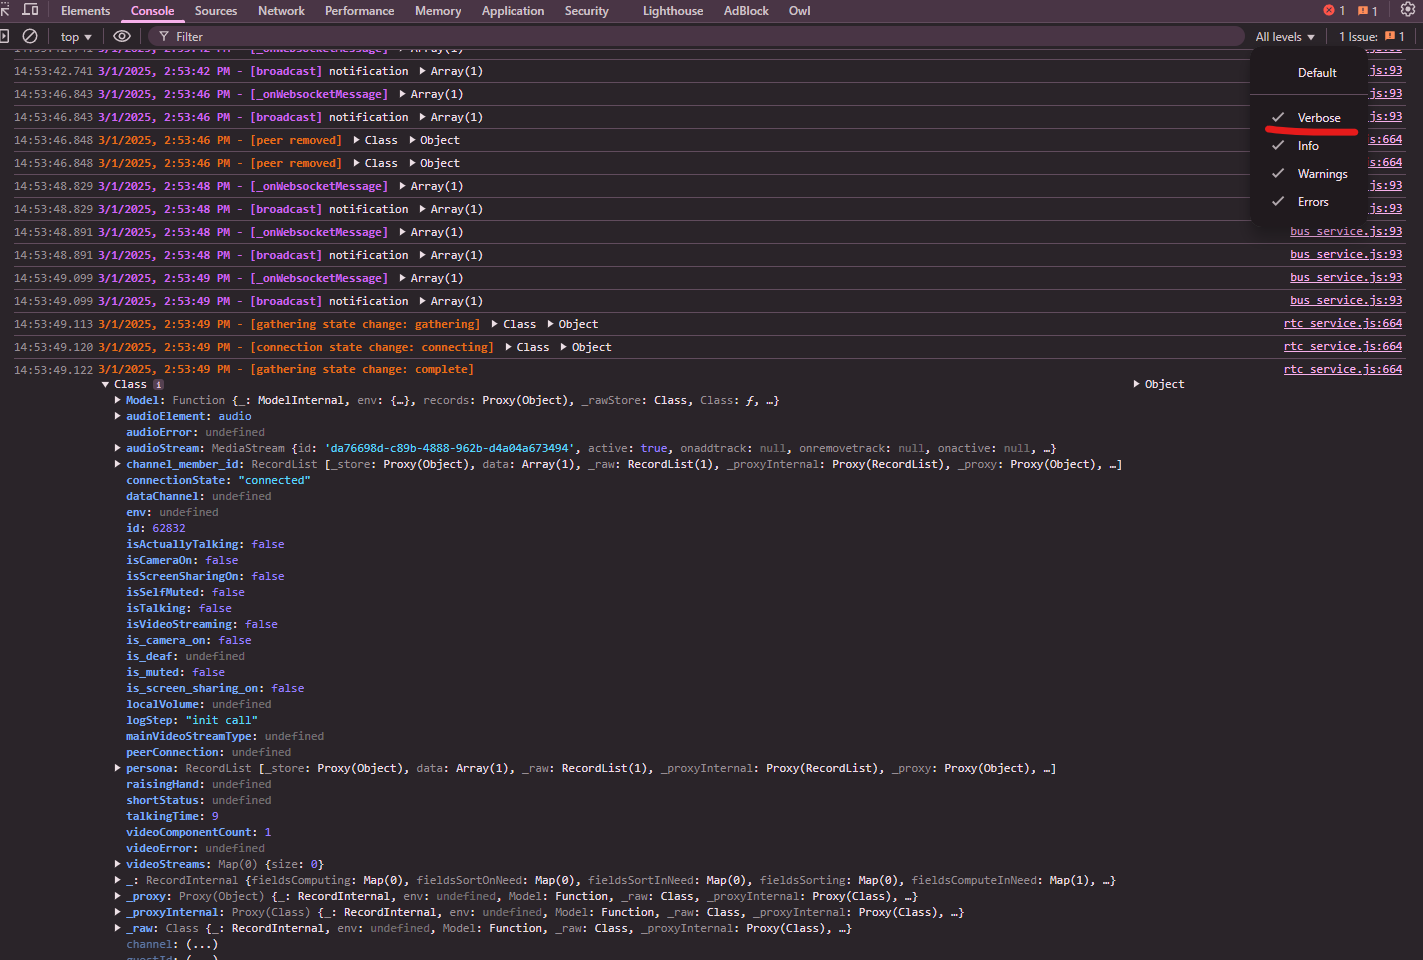 Elements Console Sources Network Performance Memory Application Security Lighthouse AdBlock Owl 1 1
top Filter All levels 1 Issue: 1
14:53:42.741 3/1/2025, 2:53:42 PM - [_onWebsocketMessage] Array(1) js:93
14:53:42.741 3/1/2025, 2:53:42 PM - [broadcast] notification Array(1) js:93
Default
14:53:46.843 3/1/2025, 2:53:46 PM - [_onWebsocketMessage] Array(1) js:93
14:53:46.843 3/1/2025, 2:53:46 PM - [broadcast] notification Array(1) js:93
Verbose
14:53:46.848 3/1/2025, 2:53:46 PM - [peer removed] Class Object s:664
Info
14:53:46.848 3/1/2025, 2:53:46 PM - [peer removed] Class Object s:664
Warnings
14:53:48.829 3/1/2025, 2:53:48 PM - [_onWebsocketMessage] Array(1) js:93
Errors
14:53:48.829 3/1/2025, 2:53:48 PM - [broadcast] notification Array(1) js:93
14:53:48.891 3/1/2025, 2:53:48 PM - [_onWebsocketMessage] Array(1) bus_service.js:93
14:53:48.891 3/1/2025, 2:53:48 PM - [broadcast] notification Array(1) bus_service.js:93
14:53:49.099 3/1/2025, 2:53:49 PM - [_onWebsocketMessage] Array(1) bus_service.js:93
14:53:49.099 3/1/2025, 2:53:49 PM - [broadcast] notification Array(1) bus_service.js:93
14:53:49.113 3/1/2025, 2:53:49 PM - [gathering state change: gathering] Class Object rtc_service.js:664
14:53:49.120 3/1/2025, 2:53:49 PM - [connection state change: connecting] Class Object rtc_service.js:664
14:53:49.122 3/1/2025, 2:53:49 PM - [gathering state change: complete] rtc_service.js:664
Class i Object
Model: Function {_: ModelInternal, env: {…}, records: Proxy(Object), _rawStore: Class, Class: ƒ, …}
audioElement: audio
audioError: undefined
audioStream: MediaStream {id: 'da76698d-c89b-4888-962b-d4a04a673494', active: true, onaddtrack: null, onremovetrack: null, onactive: null, …}
channel_member_id: RecordList [_store: Proxy(Object), data: Array(1), _raw: RecordList(1), _proxyInternal: Proxy(RecordList), _proxy: Proxy(Object), …]
connectionState: "connected"
dataChannel: undefined
env: undefined
id: 62832
isActuallyTalking: false
isCameraOn: false
isScreenSharingOn: false
isSelfMuted: false
isTalking: false
isVideoStreaming: false
is_camera_on: false
is_deaf: undefined
is_muted: false
is_screen_sharing_on: false
localVolume: undefined
logStep: "init call"
mainVideoStreamType: undefined
peerConnection: undefined
persona: RecordList [_store: Proxy(Object), data: Array(1), _raw: RecordList(1), _proxyInternal: Proxy(RecordList), _proxy: Proxy(Object), …]
raisingHand: undefined
shortStatus: undefined
talkingTime: 9
videoComponentCount: 1
videoError: undefined
videoStreams: Map(0) {size: 0}
_: RecordInternal {fieldsComputing: Map(0), fieldsSortOnNeed: Map(0), fieldsSortInNeed: Map(0), fieldsSorting: Map(0), fieldsComputeInNeed: Map(1), …}
_proxy: Proxy(Object) {_: RecordInternal, env: undefined, Model: Function, _raw: Class, _proxyInternal: Proxy(Class), …}
_proxyInternal: Proxy(Class) {_: RecordInternal, env: undefined, Model: Function, _raw: Class, _proxyInternal: Proxy(Class), …}
_raw: Class {_: RecordInternal, env: undefined, Model: Function, _raw: Class, _proxyInternal: Proxy(Class), …}
channel: (...)
guestId: (...)